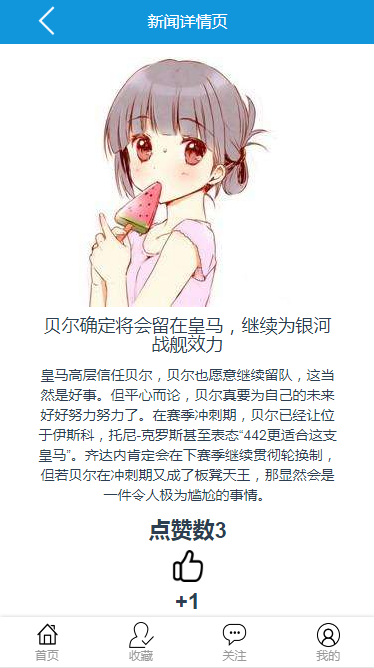 新闻详情页
贝尔确定将会留在皇马，继续为银河
战舰效力
皇马高层信任贝尔，贝尔也愿意继续留队，这当
然是好事。但平心而论，贝尔真要为自己的未来
好好努力努力了。在赛季冲刺期，贝尔已经让位
于伊斯科，托尼-克罗斯甚至表态“442更适合这支
皇马”。齐达内肯定会在下赛季继续贯彻轮换制，
但若贝尔在冲刺期又成了板凳天王，那显然会是
一件令人极为尴尬的事情。
点赞数3
+1
首页
收藏
关注
我的